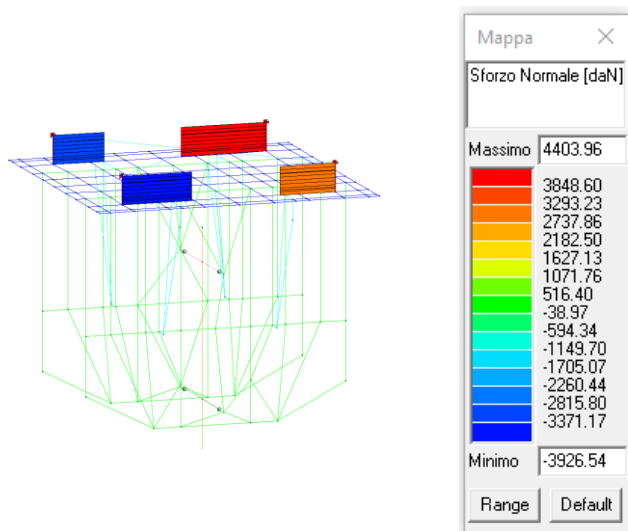 Mappa
Sforzo Normale [daN]
Massimo 4403.96
3848.60
3293.23
2737.86
2182.50
1627.13
1071.76
516.40
-38.97
-594.34
-1149.70
-1705.07
-2260.44
-2815.80
-3371.17
Minimo -3926.54
Range Default